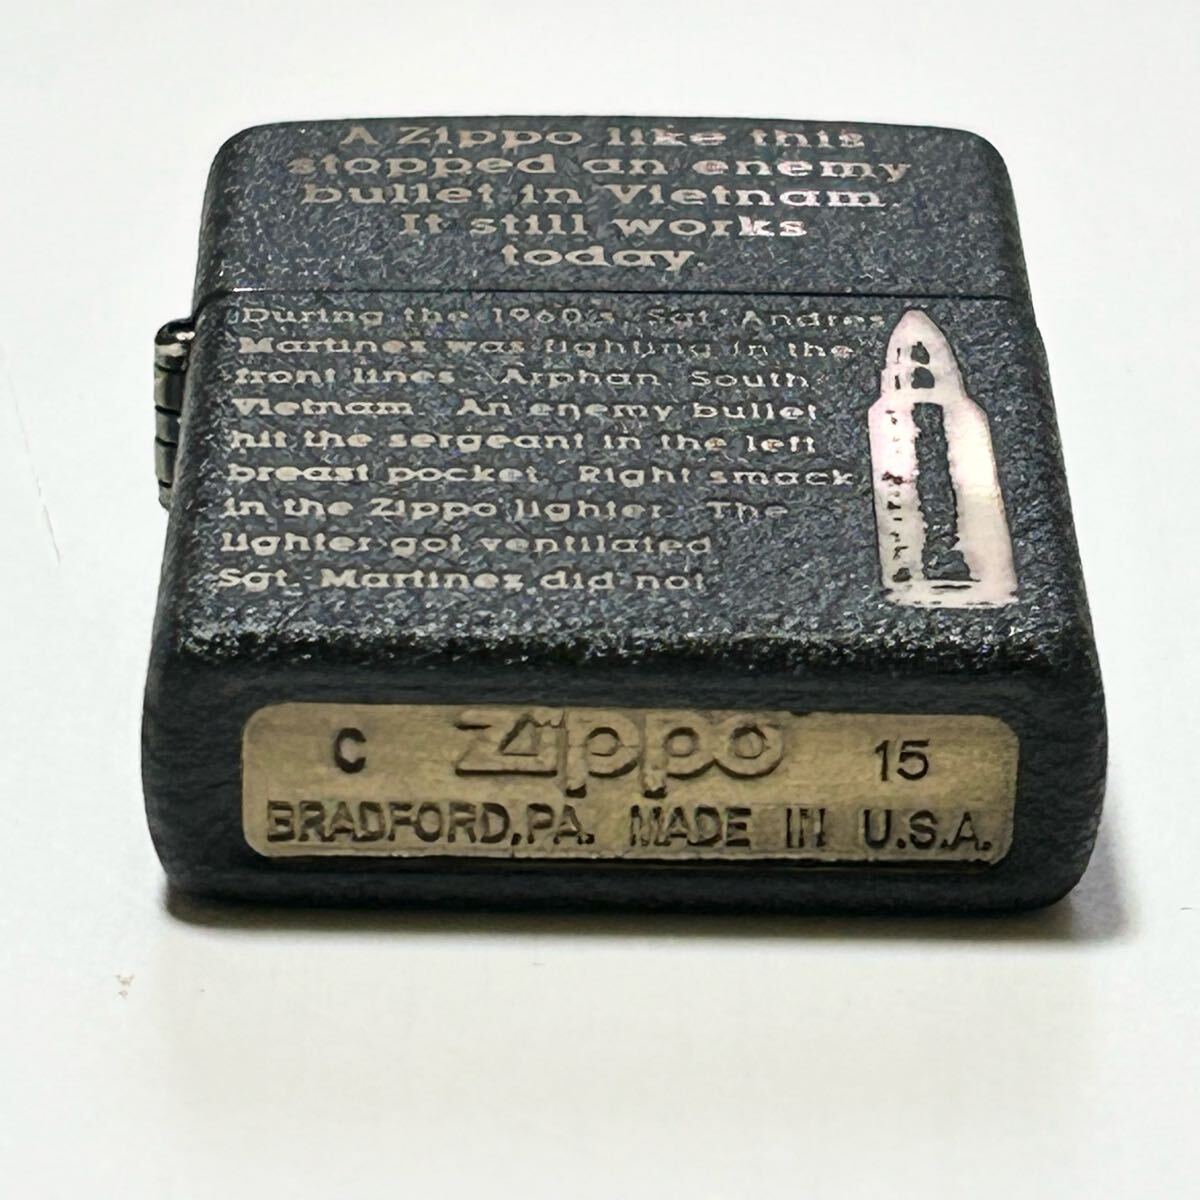 A Zippo like this
stopped an enemy
bullet in Vietnam.
It still works
today.
During the 1960's, Sgt. Andres
Martinez was fighting in the
front lines. Arphan, South
Vietnam. An enemy bullet
hit the sergeant in the left
breast pocket. Right smack
in the Zippo lighter. The
lighter got ventilated
Sgt. Martinez did not
C Zippo 15
BRADFORD,PA. MADE IN U.S.A.